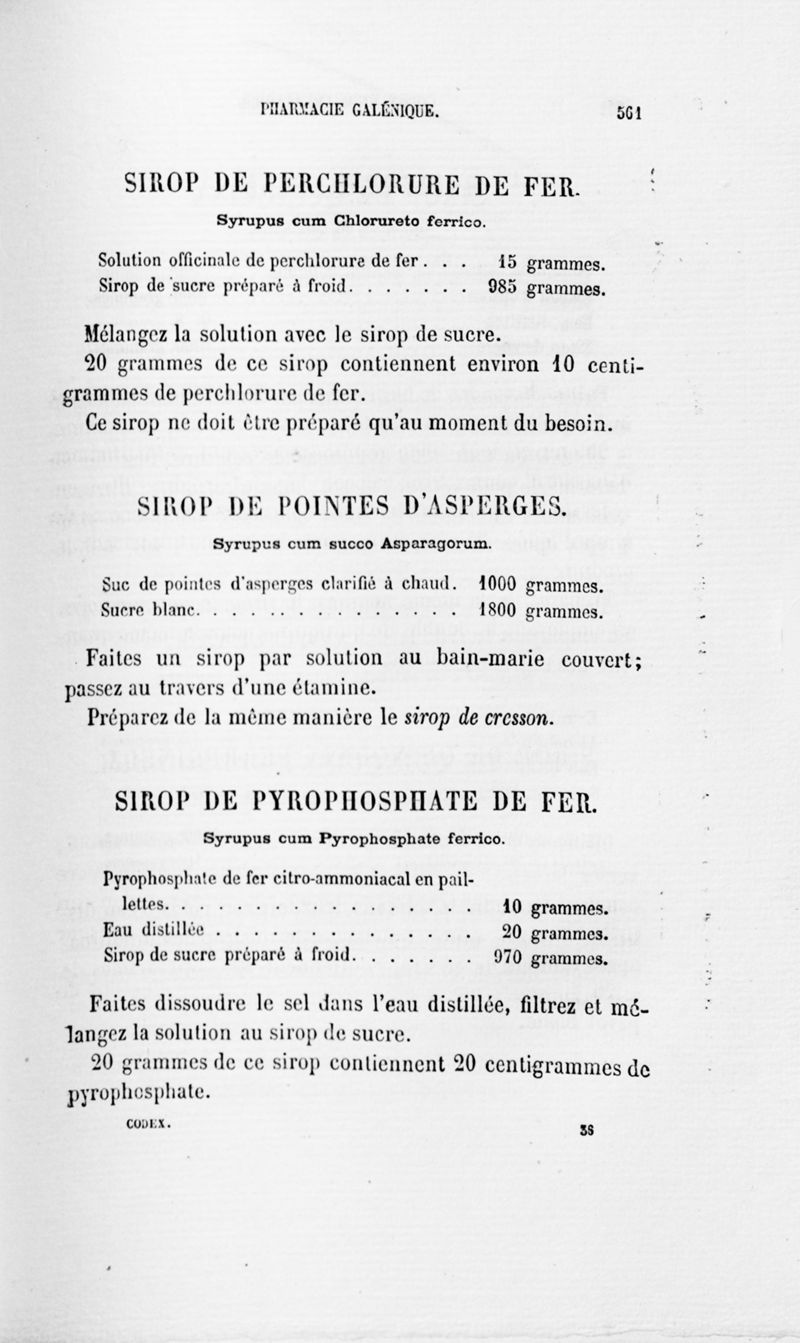 PHARMACIE GALÉNIQUE. 561
SIROP DE PERCHLORURE DE FER.
Syrupus cum Chlorureto ferrico.
Solution officinale de perchlorure de fer . . . 15 grammes.
Sirop de sucre préparé à froid. . . . . . . . 985 grammes.
Mélangez la solution avec le sirop de sucre.
20 grammes de ce sirop contiennent environ 10 centi-
grammes de perchlorure de fer.
Ce sirop ne doit être préparé qu'au moment du besoin.
SIROP DE POINTES D'ASPERGES.
Syrupus cum succo Asparagorum.
Suc de pointes d'asperges clarifié à chaud. 1000 grammes.
Sucre blanc. . . . . . . . . . . . . . . 1800 grammes.
Faites un sirop par solution au bain-marie couvert;
passez au travers d'une étamine.
Préparez de la même manière le sirop de cresson.
SIROP DE PYROPHOSPHATE DE FER.
Syrupus cum Pyrophosphate ferrico.
Pyrophosphate de fer citro-ammoniacal en pail-
lettes. . . . . . . . . . . . . . . . . 10 grammes.
Eau distillée . . . . . . . . . . . . . . 20 grammes.
Sirop de sucre préparé à froid. . . . . . . 970 grammes.
Faites dissoudre le sel dans l'eau distillée, filtrez et mé-
langez la solution au sirop de sucre.
20 grammes de ce sirop contiennent 20 centigrammes de
pyrophosphate.
CODEX. 38